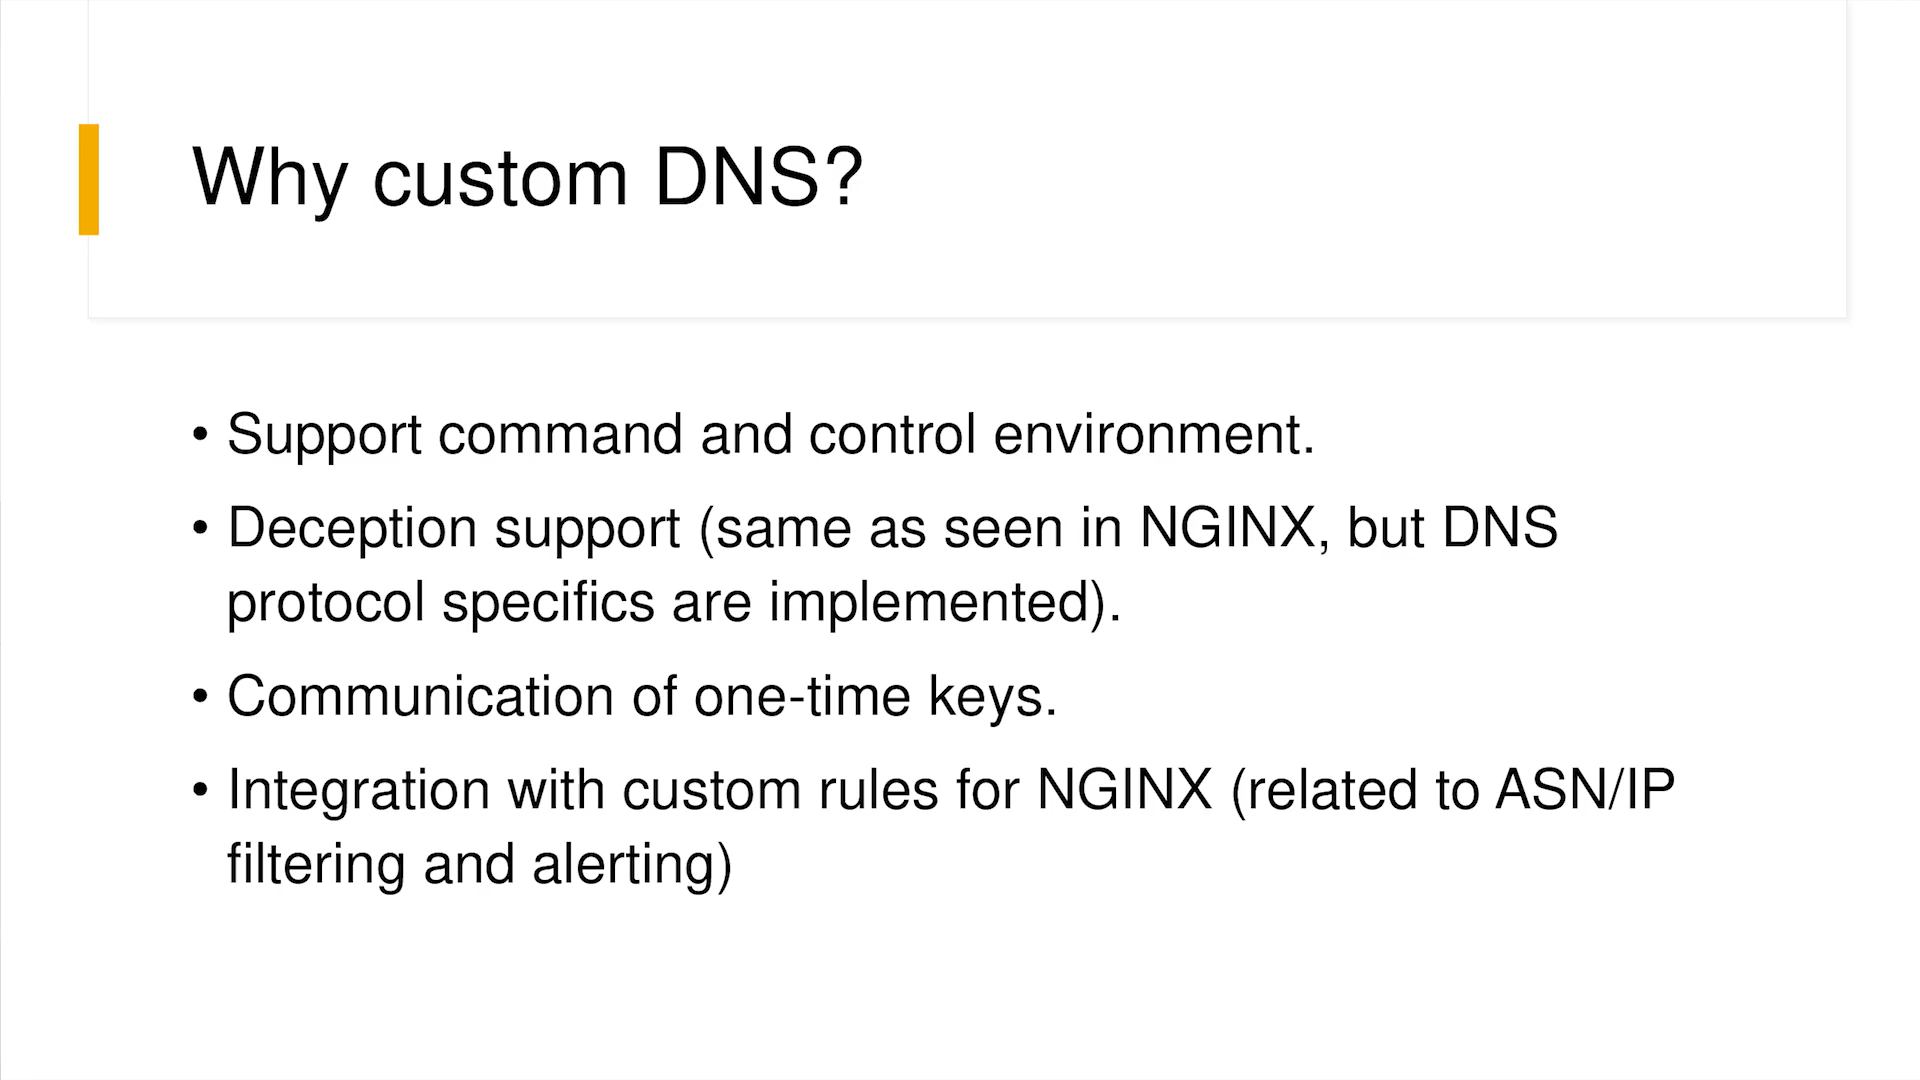 Why custom DNS?
• Support command and control environment.
• Deception support (same as seen in NGINX, but DNS
protocol specifics are implemented).
• Communication of one-time keys.
• Integration with custom rules for NGINX (related to ASN/IP
filtering and alerting)